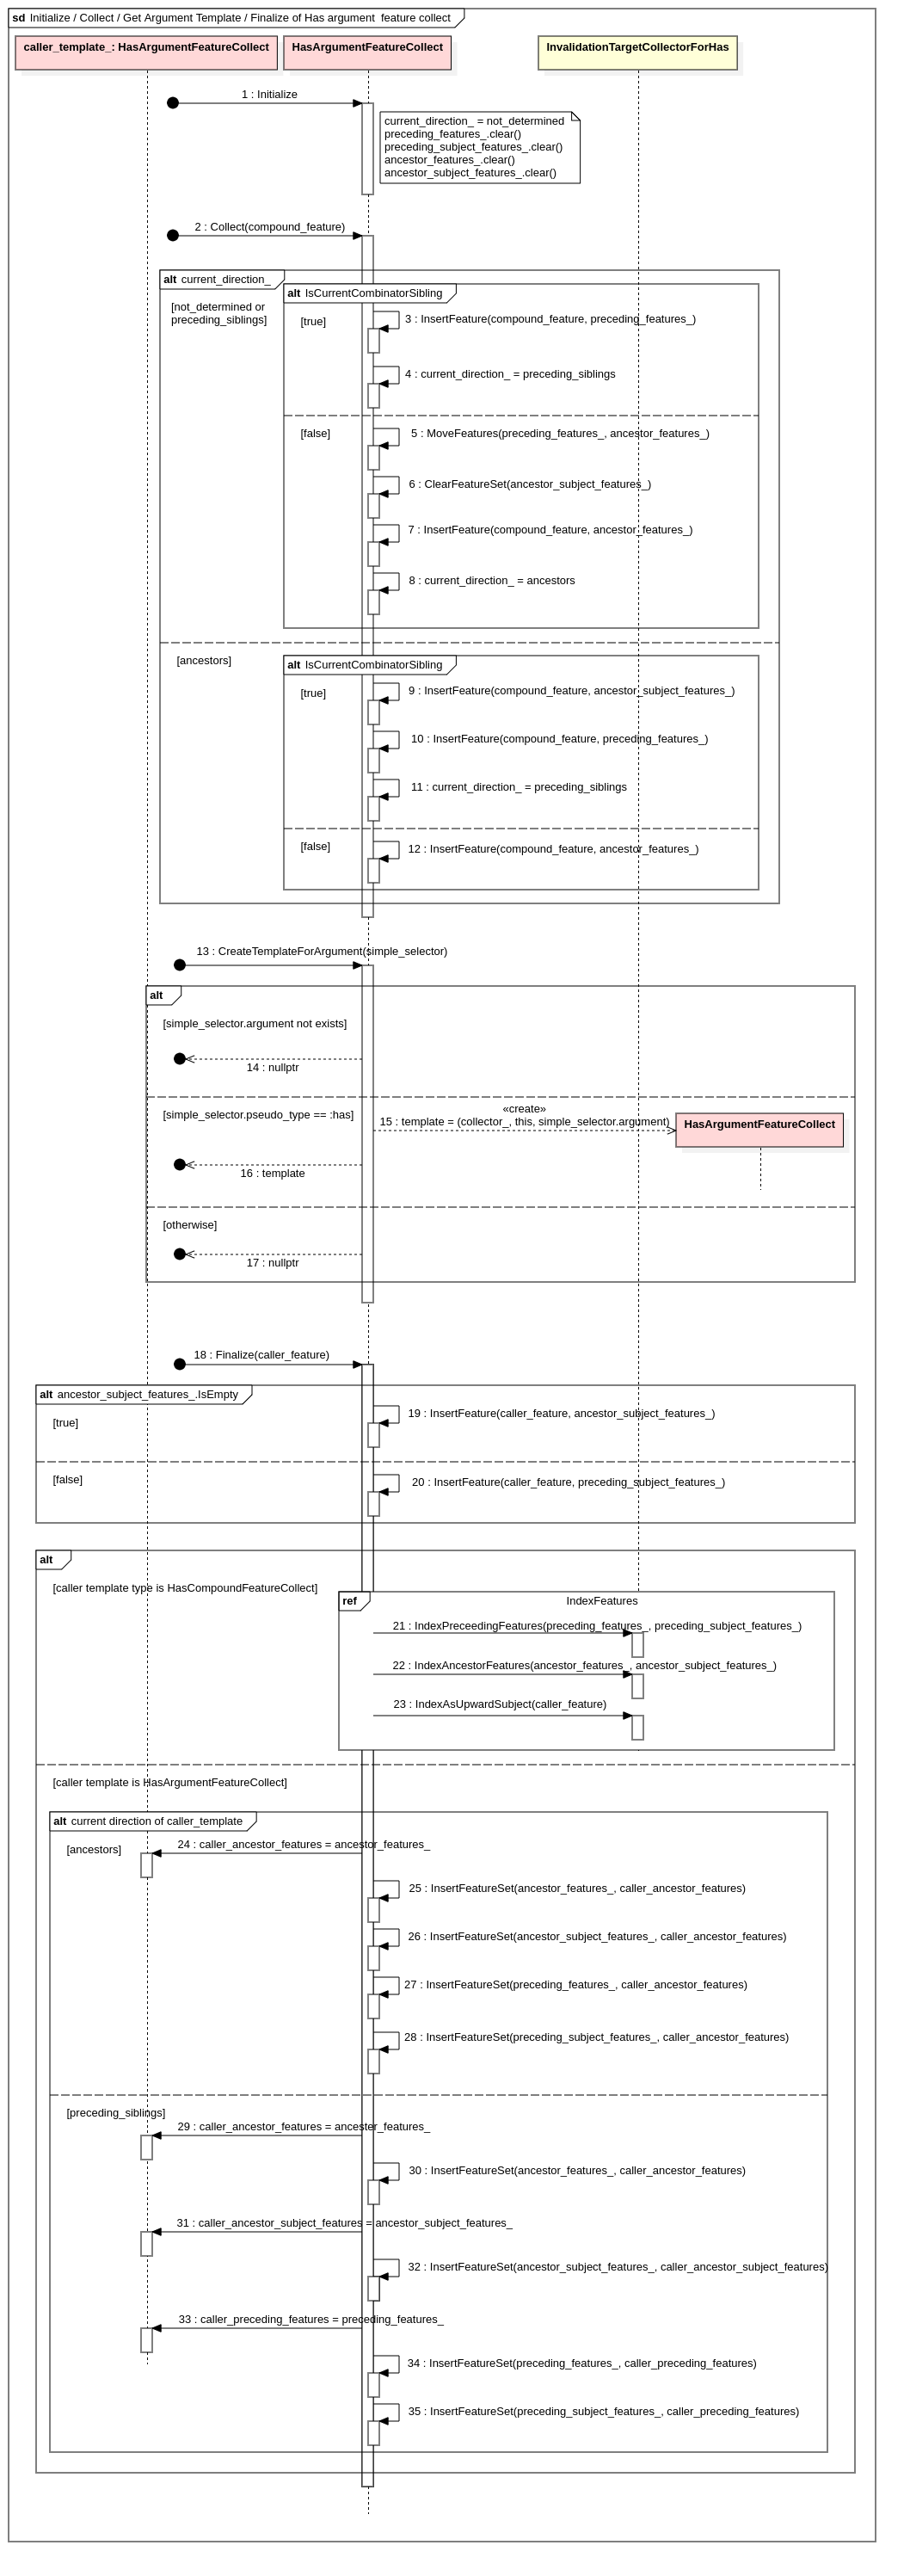 sd Initialize / Collect / Get Argument Template / Finalize of Has argument feature collect
caller_template_: HasArgumentFeatureCollect
HasArgumentFeatureCollect
InvalidationTargetCollectorForHas
1 : Initialize
current_direction_ = not_determined
preceding_features_.clear()
preceding_subject_features_.clear()
ancestor_features_.clear()
ancestor_subject_features_.clear()
2 : Collect(compound_feature)
alt current_direction_
alt IsCurrentCombinatorSibling
[not_determined or
preceding_siblings]
[true]
3 : InsertFeature(compound_feature, preceding_features_)
4 : current_direction_ = preceding_siblings
[false]
5 : MoveFeatures(preceding_features_, ancestor_features_)
6 : ClearFeatureSet(ancestor_subject_features_)
7 : InsertFeature(compound_feature, ancestor_features_)
8 : current_direction_ = ancestors
[ancestors]
alt IsCurrentCombinatorSibling
[true]
9 : InsertFeature(compound_feature, ancestor_subject_features_)
10 : InsertFeature(compound_feature, preceding_features_)
11 : current_direction_ = preceding_siblings
[false]
12 : InsertFeature(compound_feature, ancestor_features_)
13 : CreateTemplateForArgument(simple_selector)
alt
[simple_selector.argument not exists]
14 : nullptr
[simple_selector.pseudo_type == :has]
«create»
15 : template = (collector_, this, simple_selector.argument)
HasArgumentFeatureCollect
16 : template
[otherwise]
17 : nullptr
18 : Finalize(caller_feature)
alt ancestor_subject_features_.IsEmpty
[true]
19 : InsertFeature(caller_feature, ancestor_subject_features_)
[false]
20 : InsertFeature(caller_feature, preceding_subject_features_)
alt
[caller template type is HasCompoundFeatureCollect]
ref
IndexFeatures
21 : IndexPreceedingFeatures(preceding_features_, preceding_subject_features_)
22 : IndexAncestorFeatures(ancestor_features_, ancestor_subject_features_)
23 : IndexAsUpwardSubject(caller_feature)
[caller template is HasArgumentFeatureCollect]
alt current direction of caller_template
[ancestors]
24 : caller_ancestor_features = ancestor_features_
25 : InsertFeatureSet(ancestor_features_, caller_ancestor_features)
26 : InsertFeatureSet(ancestor_subject_features_, caller_ancestor_features)
27 : InsertFeatureSet(preceding_features_, caller_ancestor_features)
28 : InsertFeatureSet(preceding_subject_features_, caller_ancestor_features)
[preceding_siblings]
29 : caller_ancestor_features = ancester_features_
30 : InsertFeatureSet(ancestor_features_, caller_ancestor_features)
31 : caller_ancestor_subject_features = ancestor_subject_features_
32 : InsertFeatureSet(ancestor_subject_features_, caller_ancestor_subject_features)
33 : caller_preceding_features = preceding_features_
34 : InsertFeatureSet(preceding_features_, caller_preceding_features)
35 : InsertFeatureSet(preceding_subject_features_, caller_preceding_features)